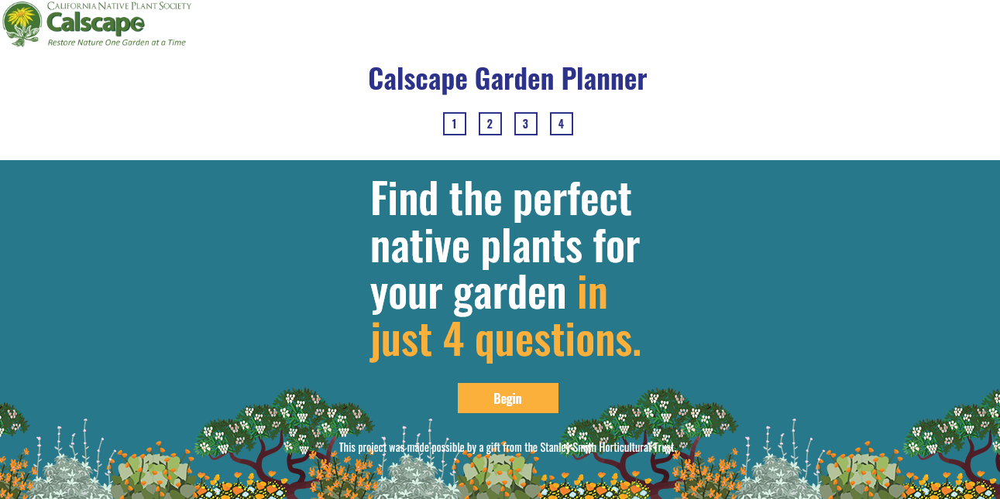 California Native Plant Society
Calscape
Restore Nature One Garden at a Time
Calscape Garden Planner
1 2 3 4
Find the perfect
native plants for
your garden in
just 4 questions.
Begin
This project was made possible by a gift from the Stanley Smith Horticultural Trust.